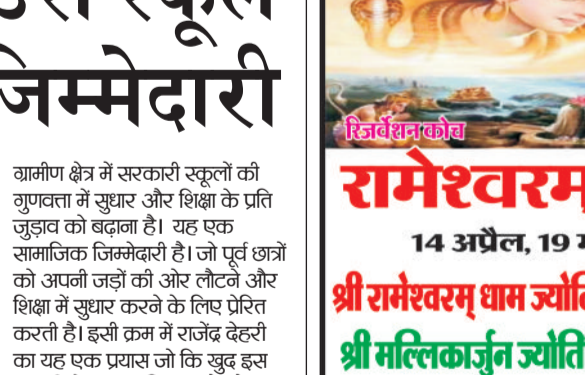 स्कूल
जिम्मेदारी
ग्रामीण क्षेत्र में सरकारी स्कूलों की
गुणवत्ता में सुधार और शिक्षा के प्रति
जुड़ाव को बढ़ाना है। यह एक
सामाजिक जिम्मेदारी है। जो पूर्व छात्रों
को अपनी जड़ों की ओर लौटने और
शिक्षा में सुधार करने के लिए प्रेरित
करती है। इसी क्रम में राजेंद्र देहरी
का यह एक प्रयास जो कि खुद इस
रिजर्वेशन कोच
रामेश्वरम्
14 अप्रैल, 19
श्री रामेश्वरम् धाम
श्री मल्लिकार्जुन